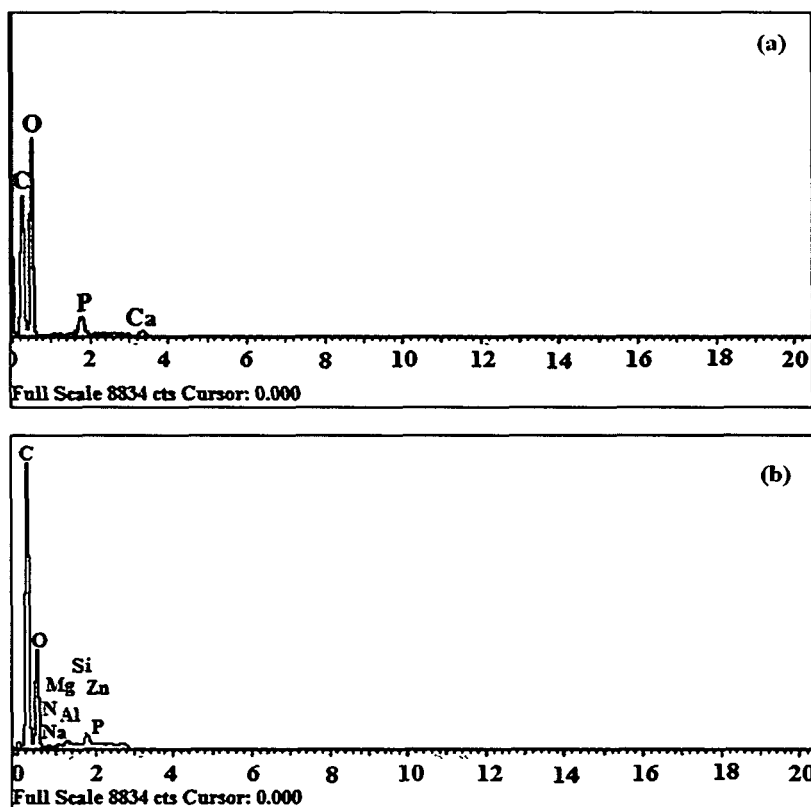 (a)
O
C
P
Ca
0 2 4 6 8 10 12 14 16 18 20
Full Scale 8834 cts Cursor: 0.000
C
(b)
O
Si
Mg Zn
N Al
Na P
0 2 4 6 8 10 12 14 16 18 20
Full Scale 8834 cts Cursor: 0.000